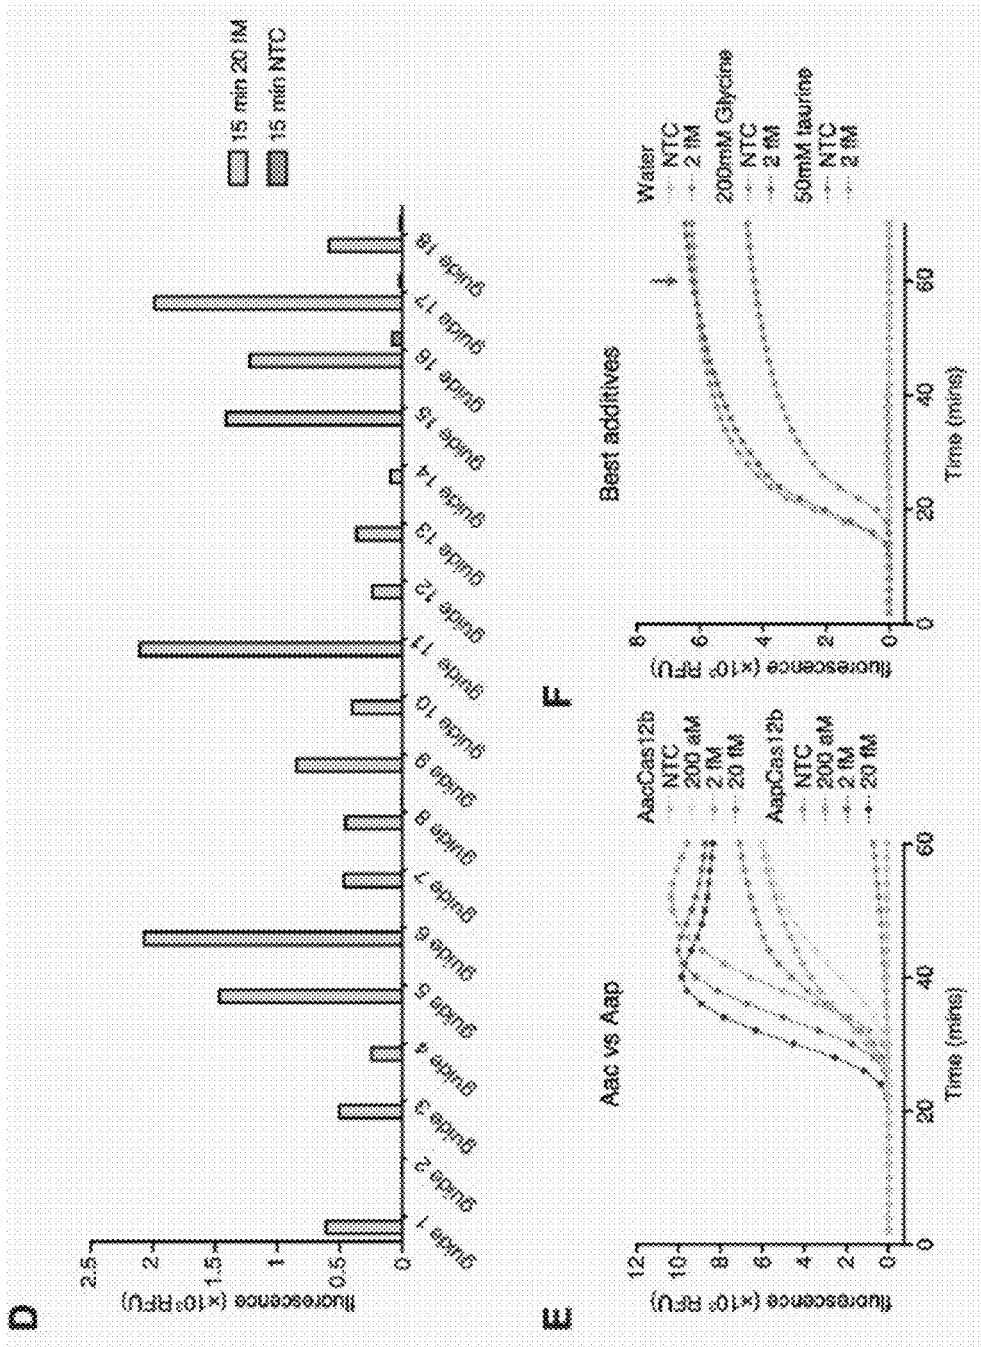 D
fluorescence (x10⁵ RFU)
2.5
2
1.5
1
0.5
0
guide 1
guide 2
guide 3
guide 4
guide 5
guide 6
guide 7
guide 8
guide 9
guide 10
guide 11
guide 12
guide 13
guide 14
guide 15
guide 16
guide 17
guide 18
15 min 20 fM
15 min NTC
E
Aac vs Aap
fluorescence (x10⁵ RFU)
12
10
8
6
4
2
0
0
20
40
60
Time (mins)
AacCas12b
NTC
200 aM
2 fM
20 fM
AapCas12b
NTC
200 aM
2 fM
20 fM
F
Best additives
fluorescence (x10⁵ RFU)
8
6
4
2
0
0
20
40
60
Time (mins)
Water
NTC
2 fM
200mM Glycine
NTC
2 fM
50mM taurine
NTC
2 fM